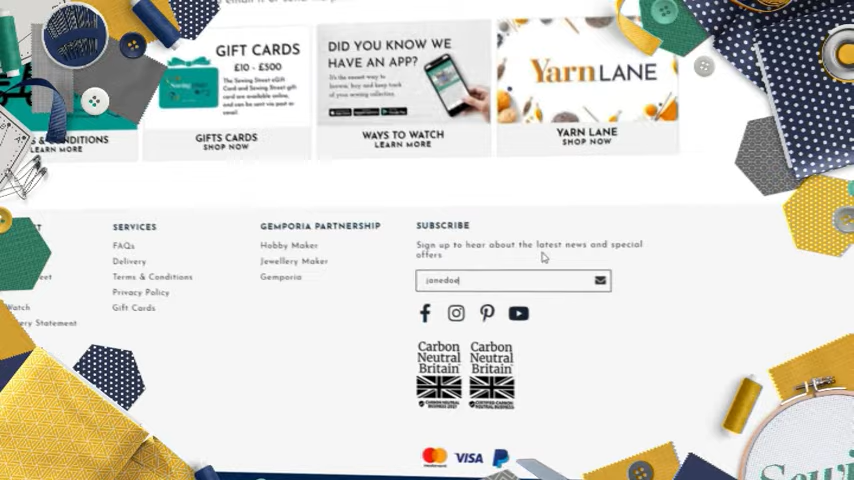 GIFT CARDS
£10 - £500
The Sewing Street eGift
Card and Sewing Street gift
card are available online,
and can be sent via post or
email.
& CONDITIONS
LEARN MORE
GIFTS CARDS
SHOP NOW
DID YOU KNOW WE
HAVE AN APP?
It's the easiest way to
browse, buy and keep track
of your sewing collection.
WAYS TO WATCH
LEARN MORE
Yarn LANE
YARN LANE
SHOP NOW
SERVICES
FAQs
Delivery
Terms & Conditions
Privacy Policy
Gift Cards
GEMPORIA PARTNERSHIP
Hobby Maker
Jewellery Maker
Gemporia
SUBSCRIBE
Sign up to hear about the latest news and special
offers
janedoe
Watch
Statement
Carbon
Neutral
Britain
Carbon
Neutral
Britain
mastercard
VISA